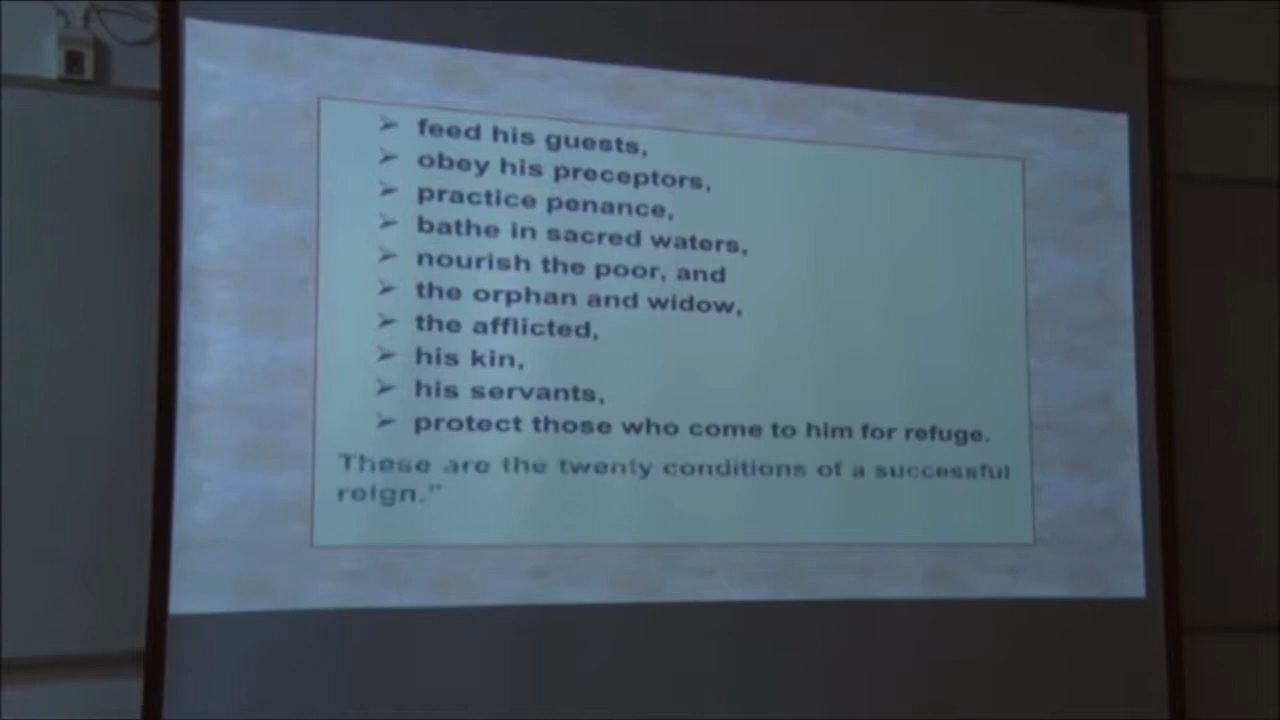 ➢ feed his guests,
➢ obey his preceptors,
➢ practice penance,
➢ bathe in sacred waters,
➢ nourish the poor, and
➢ the orphan and widow,
➢ the afflicted,
➢ his kin,
➢ his servants,
➢ protect those who come to him for refuge.
These are the twenty conditions of a successful
reign.”